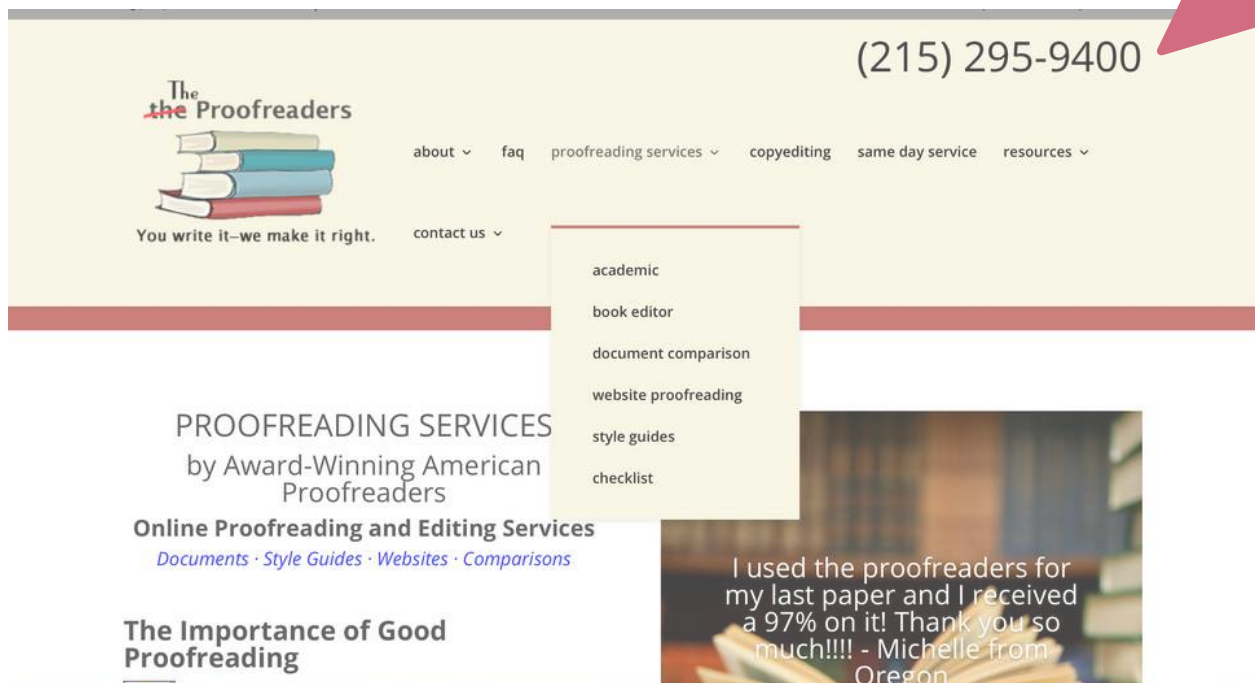 (215) 295-9400
The
the Proofreaders
You write it–we make it right.
about
faq
proofreading services
copyediting
same day service
resources
contact us
academic
book editor
document comparison
website proofreading
style guides
checklist
PROOFREADING SERVICES
by Award-Winning American
Proofreaders
Online Proofreading and Editing Services
Documents · Style Guides · Websites · Comparisons
The Importance of Good
Proofreading
I used the proofreaders for
my last paper and I received
a 97% on it! Thank you so
much!!!! - Michelle from
Oregon